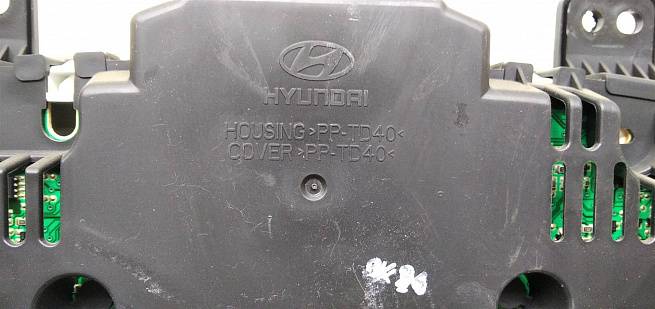 HYUNDAI
HOUSING >PP-TD40<
COVER >PP-TD40<